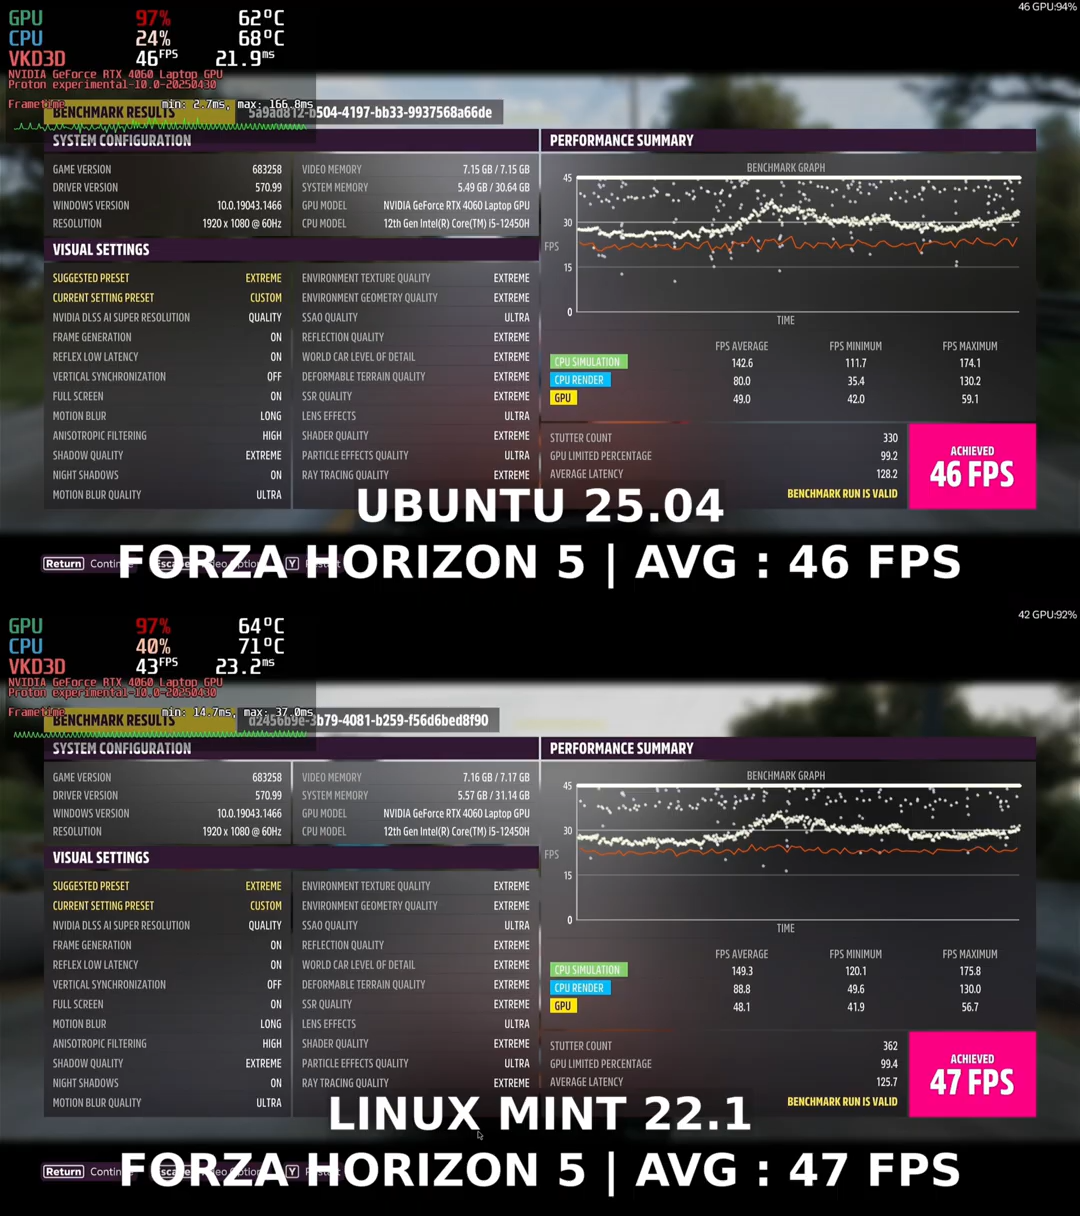 GPU 97% 62°C
46 GPU:94%
CPU 24% 68°C
VKD3D 46FPS 21.9ms
NVIDIA GeForce RTX 4060 Laptop GPU
Proton experimental-10.0-20250430
Frametime min: 2.7ms, max: 166.8ms
BENCHMARK RESULTS 5a9ad812-b504-4197-bb33-9937568a66de
SYSTEM CONFIGURATION
GAME VERSION 683258
DRIVER VERSION 570.99
WINDOWS VERSION 10.0.19043.1466
RESOLUTION 1920 x 1080 @ 60Hz
VIDEO MEMORY 7.15 GB / 7.15 GB
SYSTEM MEMORY 5.49 GB / 30.64 GB
GPU MODEL NVIDIA GeForce RTX 4060 Laptop GPU
CPU MODEL 12th Gen Intel(R) Core(TM) i5-12450H
VISUAL SETTINGS
SUGGESTED PRESET EXTREME
CURRENT SETTING PRESET CUSTOM
NVIDIA DLSS AI SUPER RESOLUTION QUALITY
FRAME GENERATION ON
REFLEX LOW LATENCY ON
VERTICAL SYNCHRONIZATION OFF
FULL SCREEN ON
MOTION BLUR LONG
ANISOTROPIC FILTERING HIGH
SHADOW QUALITY EXTREME
NIGHT SHADOWS ON
MOTION BLUR QUALITY ULTRA
ENVIRONMENT TEXTURE QUALITY EXTREME
ENVIRONMENT GEOMETRY QUALITY EXTREME
SSAO QUALITY ULTRA
REFLECTION QUALITY EXTREME
WORLD CAR LEVEL OF DETAIL EXTREME
DEFORMABLE TERRAIN QUALITY EXTREME
SSR QUALITY EXTREME
LENS EFFECTS ULTRA
SHADER QUALITY EXTREME
PARTICLE EFFECTS QUALITY ULTRA
RAY TRACING QUALITY EXTREME
PERFORMANCE SUMMARY
BENCHMARK GRAPH
45
30
FPS
15
0
TIME
FPS AVERAGE FPS MINIMUM FPS MAXIMUM
CPU SIMULATION 142.6 111.7 174.1
CPU RENDER 80.0 35.4 130.2
GPU 49.0 42.0 59.1
STUTTER COUNT 330
GPU LIMITED PERCENTAGE 99.2
AVERAGE LATENCY 128.2
BENCHMARK RUN IS VALID
ACHIEVED
46 FPS
UBUNTU 25.04
Return Y
FORZA HORIZON 5 | AVG : 46 FPS
GPU 97% 64°C
42 GPU:92%
CPU 40% 71°C
VKD3D 43FPS 23.2ms
NVIDIA GeForce RTX 4060 Laptop GPU
Proton experimental-10.0-20250430
Frametime min: 14.7ms, max: 37.0ms
BENCHMARK RESULTS d2456b9e-3b79-4081-b259-f56d6bed8f90
SYSTEM CONFIGURATION
GAME VERSION 683258
DRIVER VERSION 570.99
WINDOWS VERSION 10.0.19043.1466
RESOLUTION 1920 x 1080 @ 60Hz
VIDEO MEMORY 7.16 GB / 7.17 GB
SYSTEM MEMORY 5.57 GB / 31.14 GB
GPU MODEL NVIDIA GeForce RTX 4060 Laptop GPU
CPU MODEL 12th Gen Intel(R) Core(TM) i5-12450H
VISUAL SETTINGS
SUGGESTED PRESET EXTREME
CURRENT SETTING PRESET CUSTOM
NVIDIA DLSS AI SUPER RESOLUTION QUALITY
FRAME GENERATION ON
REFLEX LOW LATENCY ON
VERTICAL SYNCHRONIZATION OFF
FULL SCREEN ON
MOTION BLUR LONG
ANISOTROPIC FILTERING HIGH
SHADOW QUALITY EXTREME
NIGHT SHADOWS ON
MOTION BLUR QUALITY ULTRA
ENVIRONMENT TEXTURE QUALITY EXTREME
ENVIRONMENT GEOMETRY QUALITY EXTREME
SSAO QUALITY ULTRA
REFLECTION QUALITY EXTREME
WORLD CAR LEVEL OF DETAIL EXTREME
DEFORMABLE TERRAIN QUALITY EXTREME
SSR QUALITY EXTREME
LENS EFFECTS ULTRA
SHADER QUALITY EXTREME
PARTICLE EFFECTS QUALITY ULTRA
RAY TRACING QUALITY EXTREME
PERFORMANCE SUMMARY
BENCHMARK GRAPH
45
30
FPS
15
0
TIME
FPS AVERAGE FPS MINIMUM FPS MAXIMUM
CPU SIMULATION 149.3 120.1 175.8
CPU RENDER 88.8 49.6 130.0
GPU 48.1 41.9 56.7
STUTTER COUNT 362
GPU LIMITED PERCENTAGE 99.4
AVERAGE LATENCY 125.7
BENCHMARK RUN IS VALID
ACHIEVED
47 FPS
LINUX MINT 22.1
Return Y
FORZA HORIZON 5 | AVG : 47 FPS